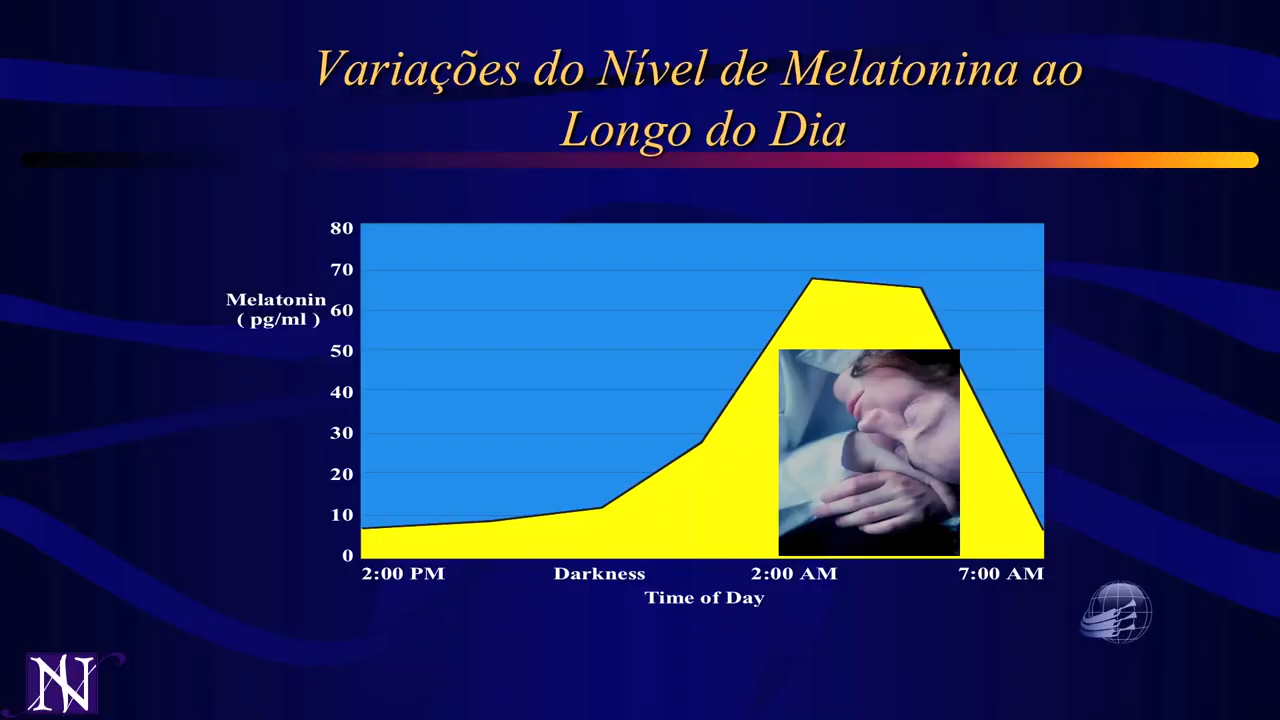 Variações do Nível de Melatonina ao
Longo do Dia
80
70
Melatonin
( pg/ml )
60
50
40
30
20
10
0
2:00 PM Darkness 2:00 AM 7:00 AM
Time of Day
N